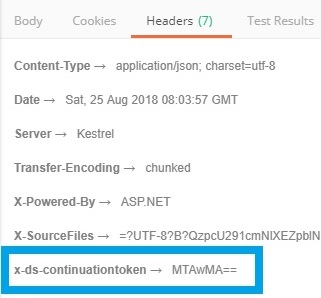 Body Cookies Headers (7) Test Results
Content-Type → application/json; charset=utf-8
Date → Sat, 25 Aug 2018 08:03:57 GMT
Server → Kestrel
Transfer-Encoding → chunked
X-Powered-By → ASP.NET
X-SourceFiles → =?UTF-8?B?QzpcU291cmNlXEZpblN
x-ds-continuationtoken → MTAwMA==